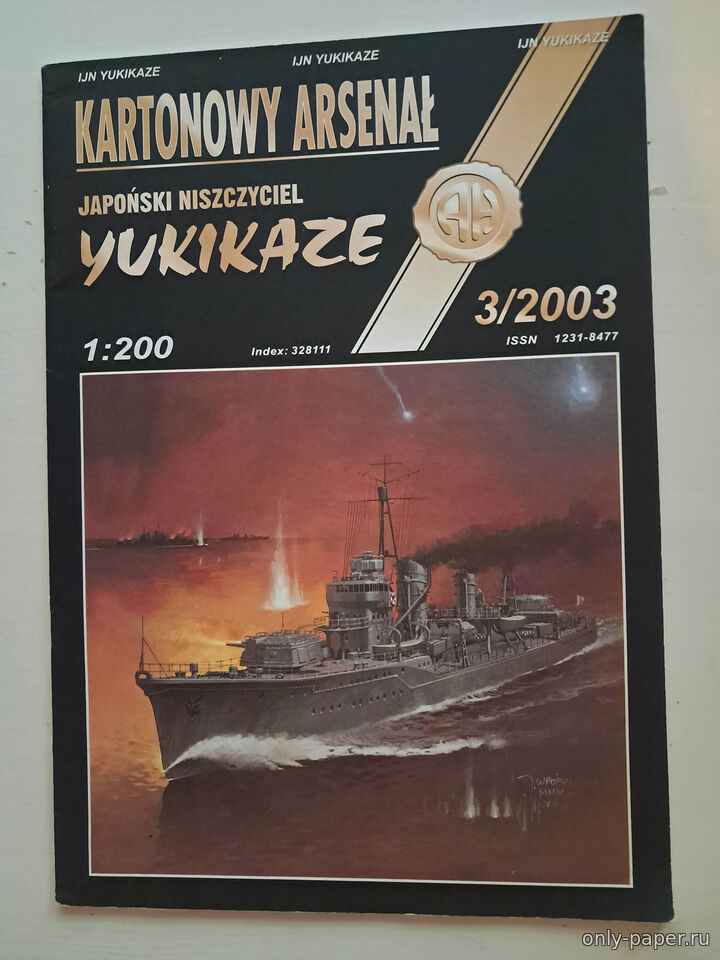 IJN YUKIKAZE
IJN YUKIKAZE
IJN YUKIKAZE
KARTONOWY ARSENAŁ
JAPOŃSKI NISZCZYCIEL
YUKIKAZE
AH
3/2003
1:200
Index: 328111
ISSN 1231-8477
only-paper.ru